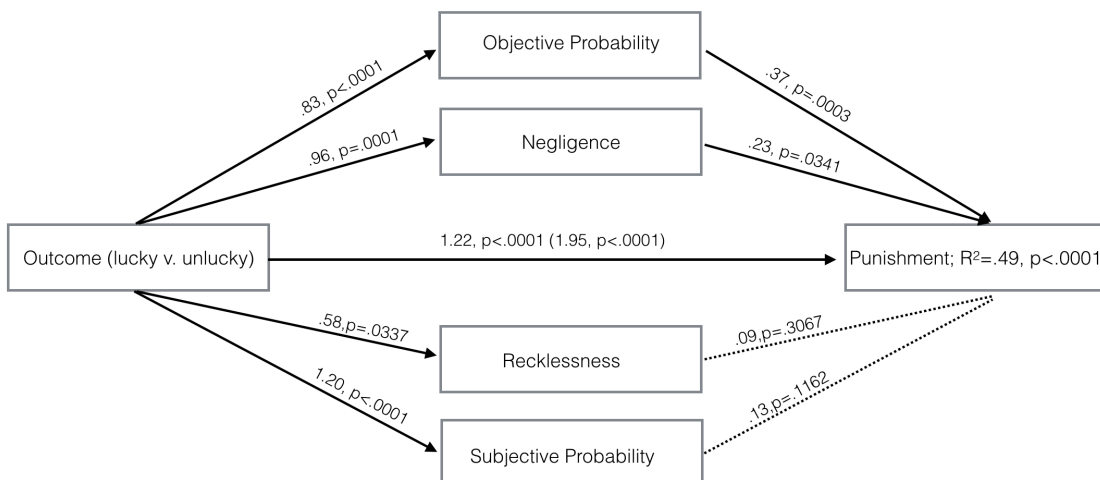 Objective Probability
.83, p<.0001
.37, p=.0003
Negligence
.96, p=.0001
.23, p=.0341
Outcome (lucky v. unlucky)
1.22, p<.0001 (1.95, p<.0001)
Punishment; R²=.49, p<.0001
.58,p=.0337
Recklessness
.09,p=.3067
1.20, p<.0001
.13,p=.1162
Subjective Probability